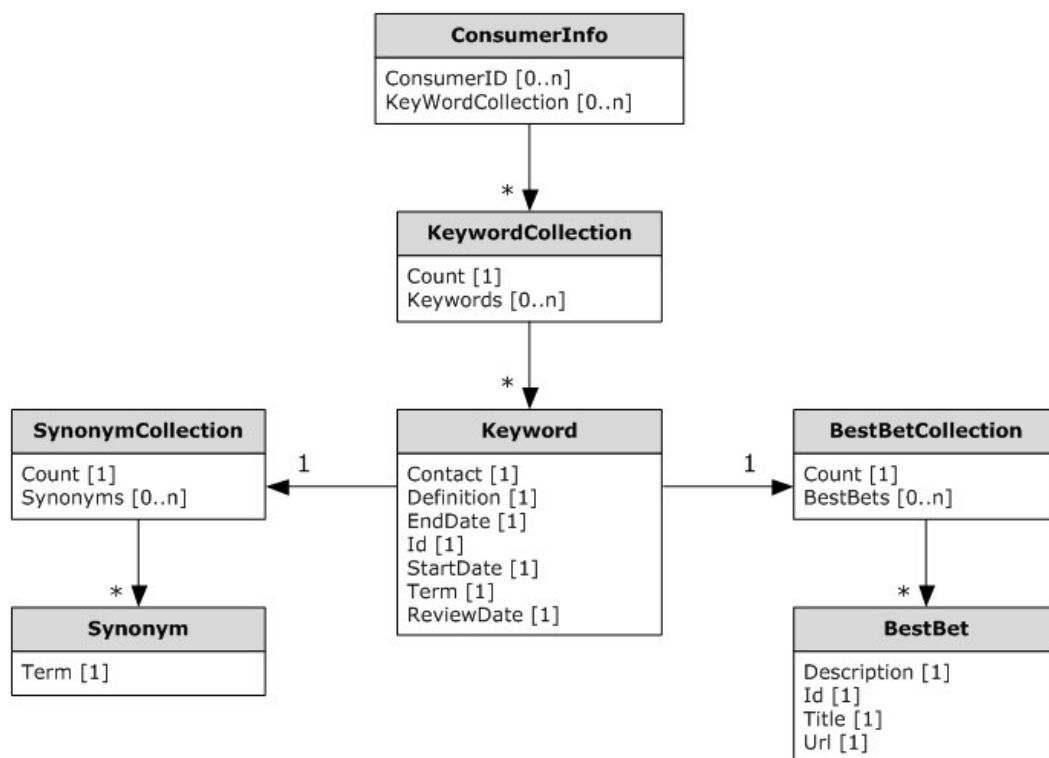 ConsumerInfo
ConsumerID [0..n]
KeyWordCollection [0..n]
*
KeywordCollection
Count [1]
Keywords [0..n]
*
SynonymCollection
Count [1]
Synonyms [0..n]
1
Keyword
Contact [1]
Definition [1]
EndDate [1]
Id [1]
StartDate [1]
Term [1]
ReviewDate [1]
1
BestBetCollection
Count [1]
BestBets [0..n]
*
Synonym
Term [1]
*
BestBet
Description [1]
Id [1]
Title [1]
Url [1]